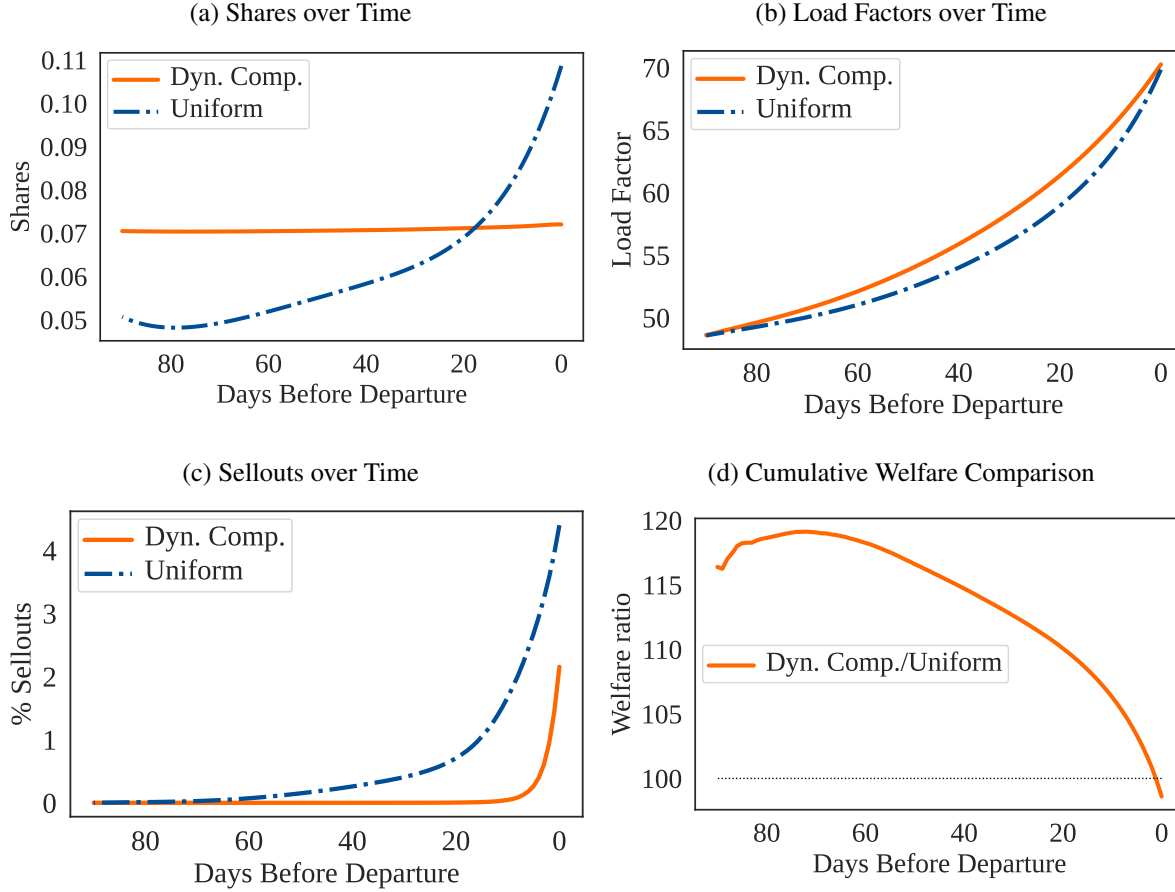 (a) Shares over Time
0.11
0.10
0.09
0.08
0.07
0.06
0.05
Shares
Dyn. Comp.
Uniform
80 60 40 20 0
Days Before Departure
(b) Load Factors over Time
70
65
60
55
50
Load Factor
Dyn. Comp.
Uniform
80 60 40 20 0
Days Before Departure
(c) Sellouts over Time
4
3
2
1
0
% Sellouts
Dyn. Comp.
Uniform
80 60 40 20 0
Days Before Departure
(d) Cumulative Welfare Comparison
120
115
110
105
100
Welfare ratio
Dyn. Comp./Uniform
80 60 40 20 0
Days Before Departure